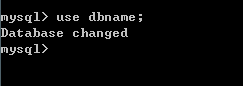 mysql> use dbname;
Database changed
mysql>